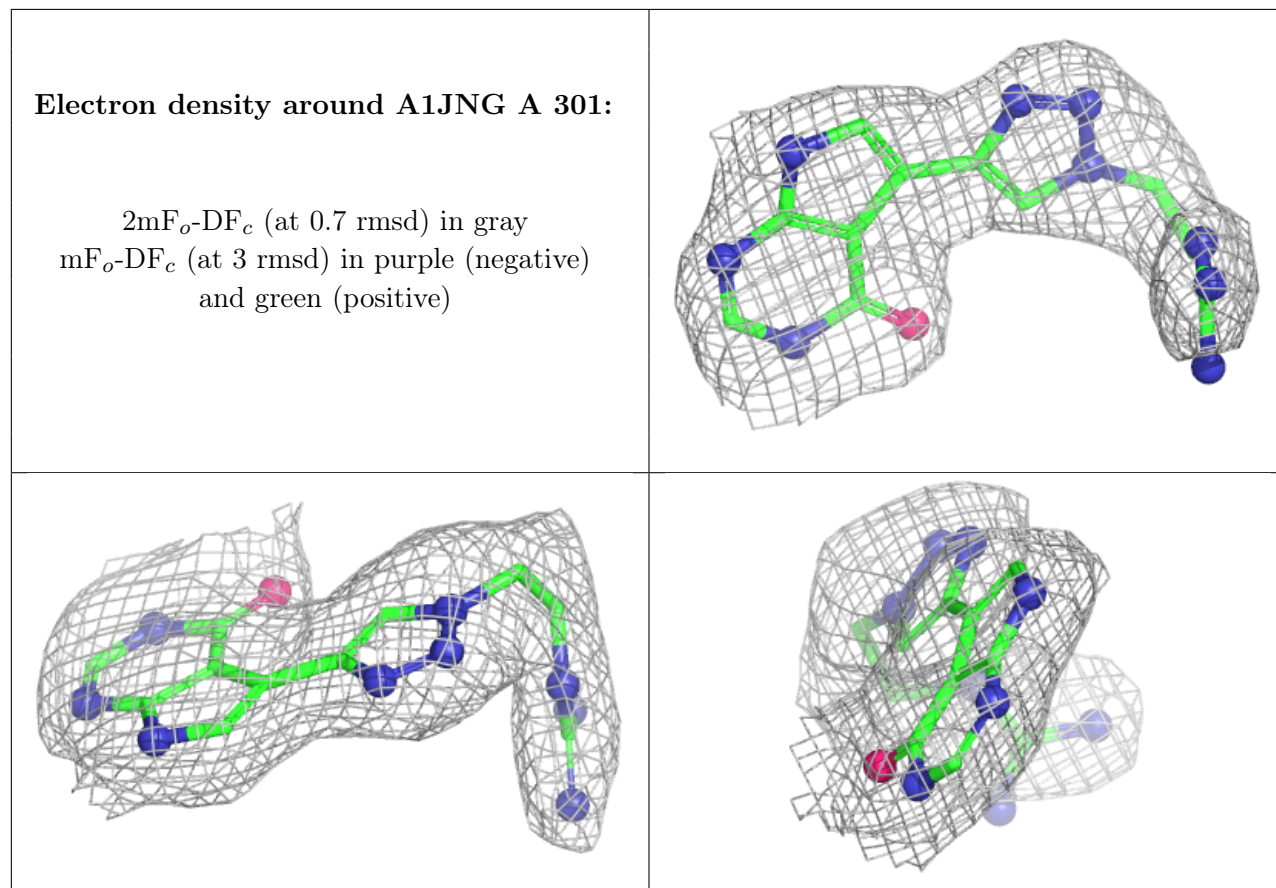 Electron density around A1JNG A 301:
2mFo-DFc (at 0.7 rmsd) in gray
mFo-DFc (at 3 rmsd) in purple (negative)
and green (positive)